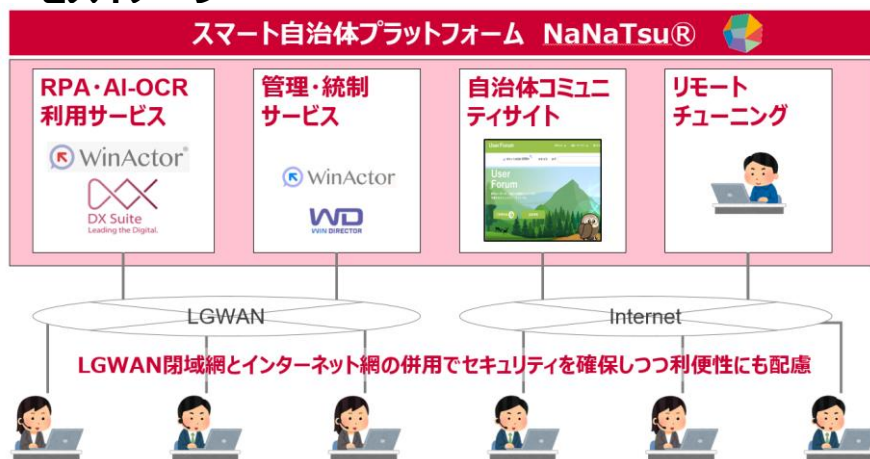 スマート自治体プラットフォーム NaNaTsu®
RPA・AI-OCR
利用サービス
WinActor®
DX Suite
Leading the Digital.
管理・統制
サービス
WinActor
WD
WIN DIRECTOR
自治体コミュニ
ティサイト
User Forum
User
Forum
リモート
チューニング
LGWAN
Internet
LGWAN閉域網とインターネット網の併用でセキュリティを確保しつつ利便性にも配慮